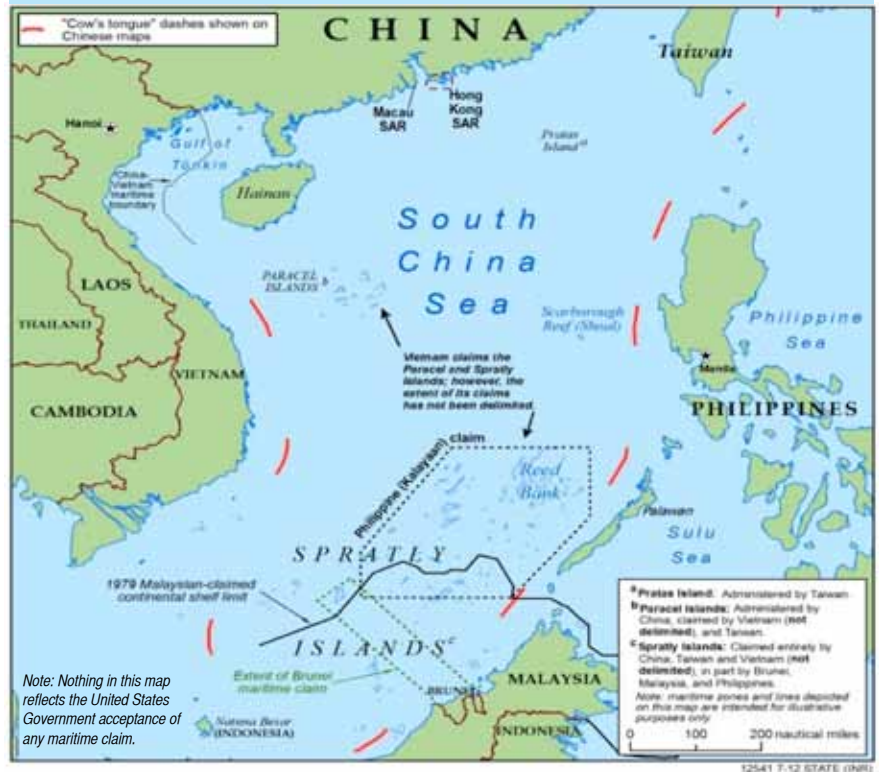 "Cow's tongue" dashes shown on
Chinese maps
CHINA
Taiwan
Macau
SAR
Hong
Kong
SAR
Hanoi
Gulf of
Tonkin
China-
Vietnam
maritime
boundary
Hainan
Pratas
Island a
South
China
Sea
PARACEL
ISLANDS b
LAOS
THAILAND
VIETNAM
CAMBODIA
Scarborough
Reef (Shoal)
Philippine
Sea
Manila
PHILIPPINES
Vietnam claims the
Paracel and Spratly
Islands; however, the
extent of its claims
has not been delimited.
Philippine (Kalayaan) claim
Reed
Bank
Palawan
Sulu
Sea
SPRATLY
ISLANDS c
1979 Malaysian-claimed
continental shelf limit
Extent of Brunei
maritime claim
BRUNEI
MALAYSIA
INDONESIA
Natuna Besar
(INDONESIA)
Note: Nothing in this map
reflects the United States
Government acceptance of
any maritime claim.
a Pratas Island: Administered by Taiwan.
b Paracel Islands: Administered by
China, claimed by Vietnam (not
delimited), and Taiwan.
c Spratly Islands: Claimed entirely by
China, Taiwan and Vietnam (not
delimited), in part by Brunei,
Malaysia, and Philippines.
Note: maritime zones and lines depicted
on this map are intended for illustrative
purposes only
0 100 200 nautical miles
12541 7-12 STATE (INR)